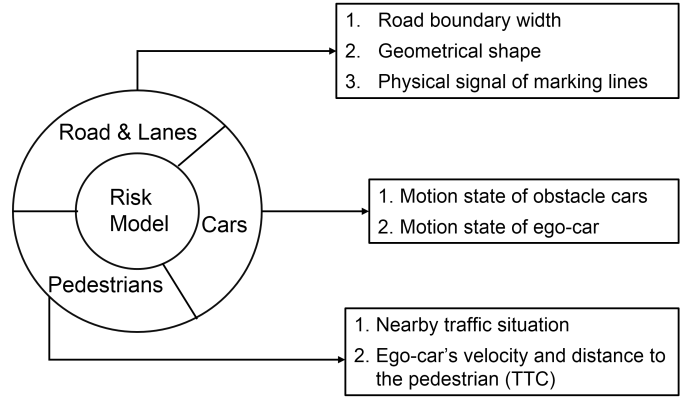 1. Road boundary width
2. Geometrical shape
3. Physical signal of marking lines
Road & Lanes
Risk
Model
Cars
Pedestrians
1. Motion state of obstacle cars
2. Motion state of ego-car
1. Nearby traffic situation
2. Ego-car’s velocity and distance to
the pedestrian (TTC)